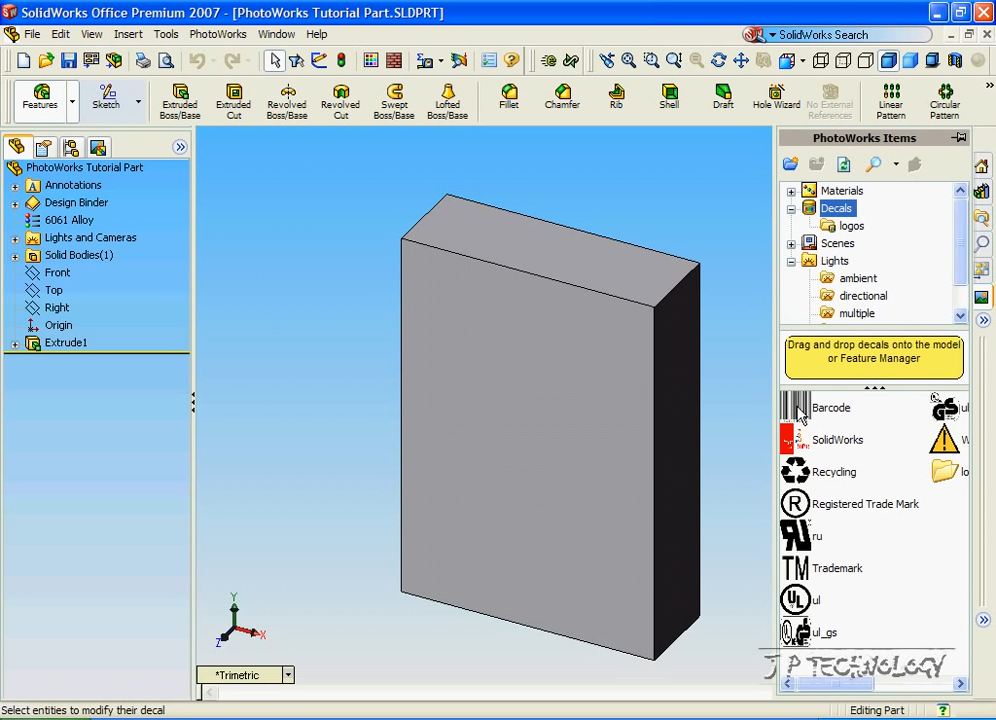 SolidWorks Office Premium 2007 - [PhotoWorks Tutorial Part.SLDPRT]
File Edit View Insert Tools PhotoWorks Window Help SolidWorks Search
Features Sketch Extruded Boss/Base Extruded Cut Revolved Boss/Base Revolved Cut Swept Boss/Base Lofted Boss/Base Fillet Chamfer Rib Shell Draft Hole Wizard No External References Linear Pattern Circular Pattern
PhotoWorks Items
PhotoWorks Tutorial Part
Annotations
Design Binder
6061 Alloy
Lights and Cameras
Solid Bodies(1)
Front
Top
Right
Origin
Extrude1
Materials
Decals
logos
Scenes
Lights
ambient
directional
multiple
Drag and drop decals onto the model
or Feature Manager
Barcode
SolidWorks
Recycling
Registered Trade Mark
ru
TM Trademark
ul
ul_gs
Y
X
Z
*Trimetric
JP TECHNOLOGY
Select entities to modify their decal
Editing Part